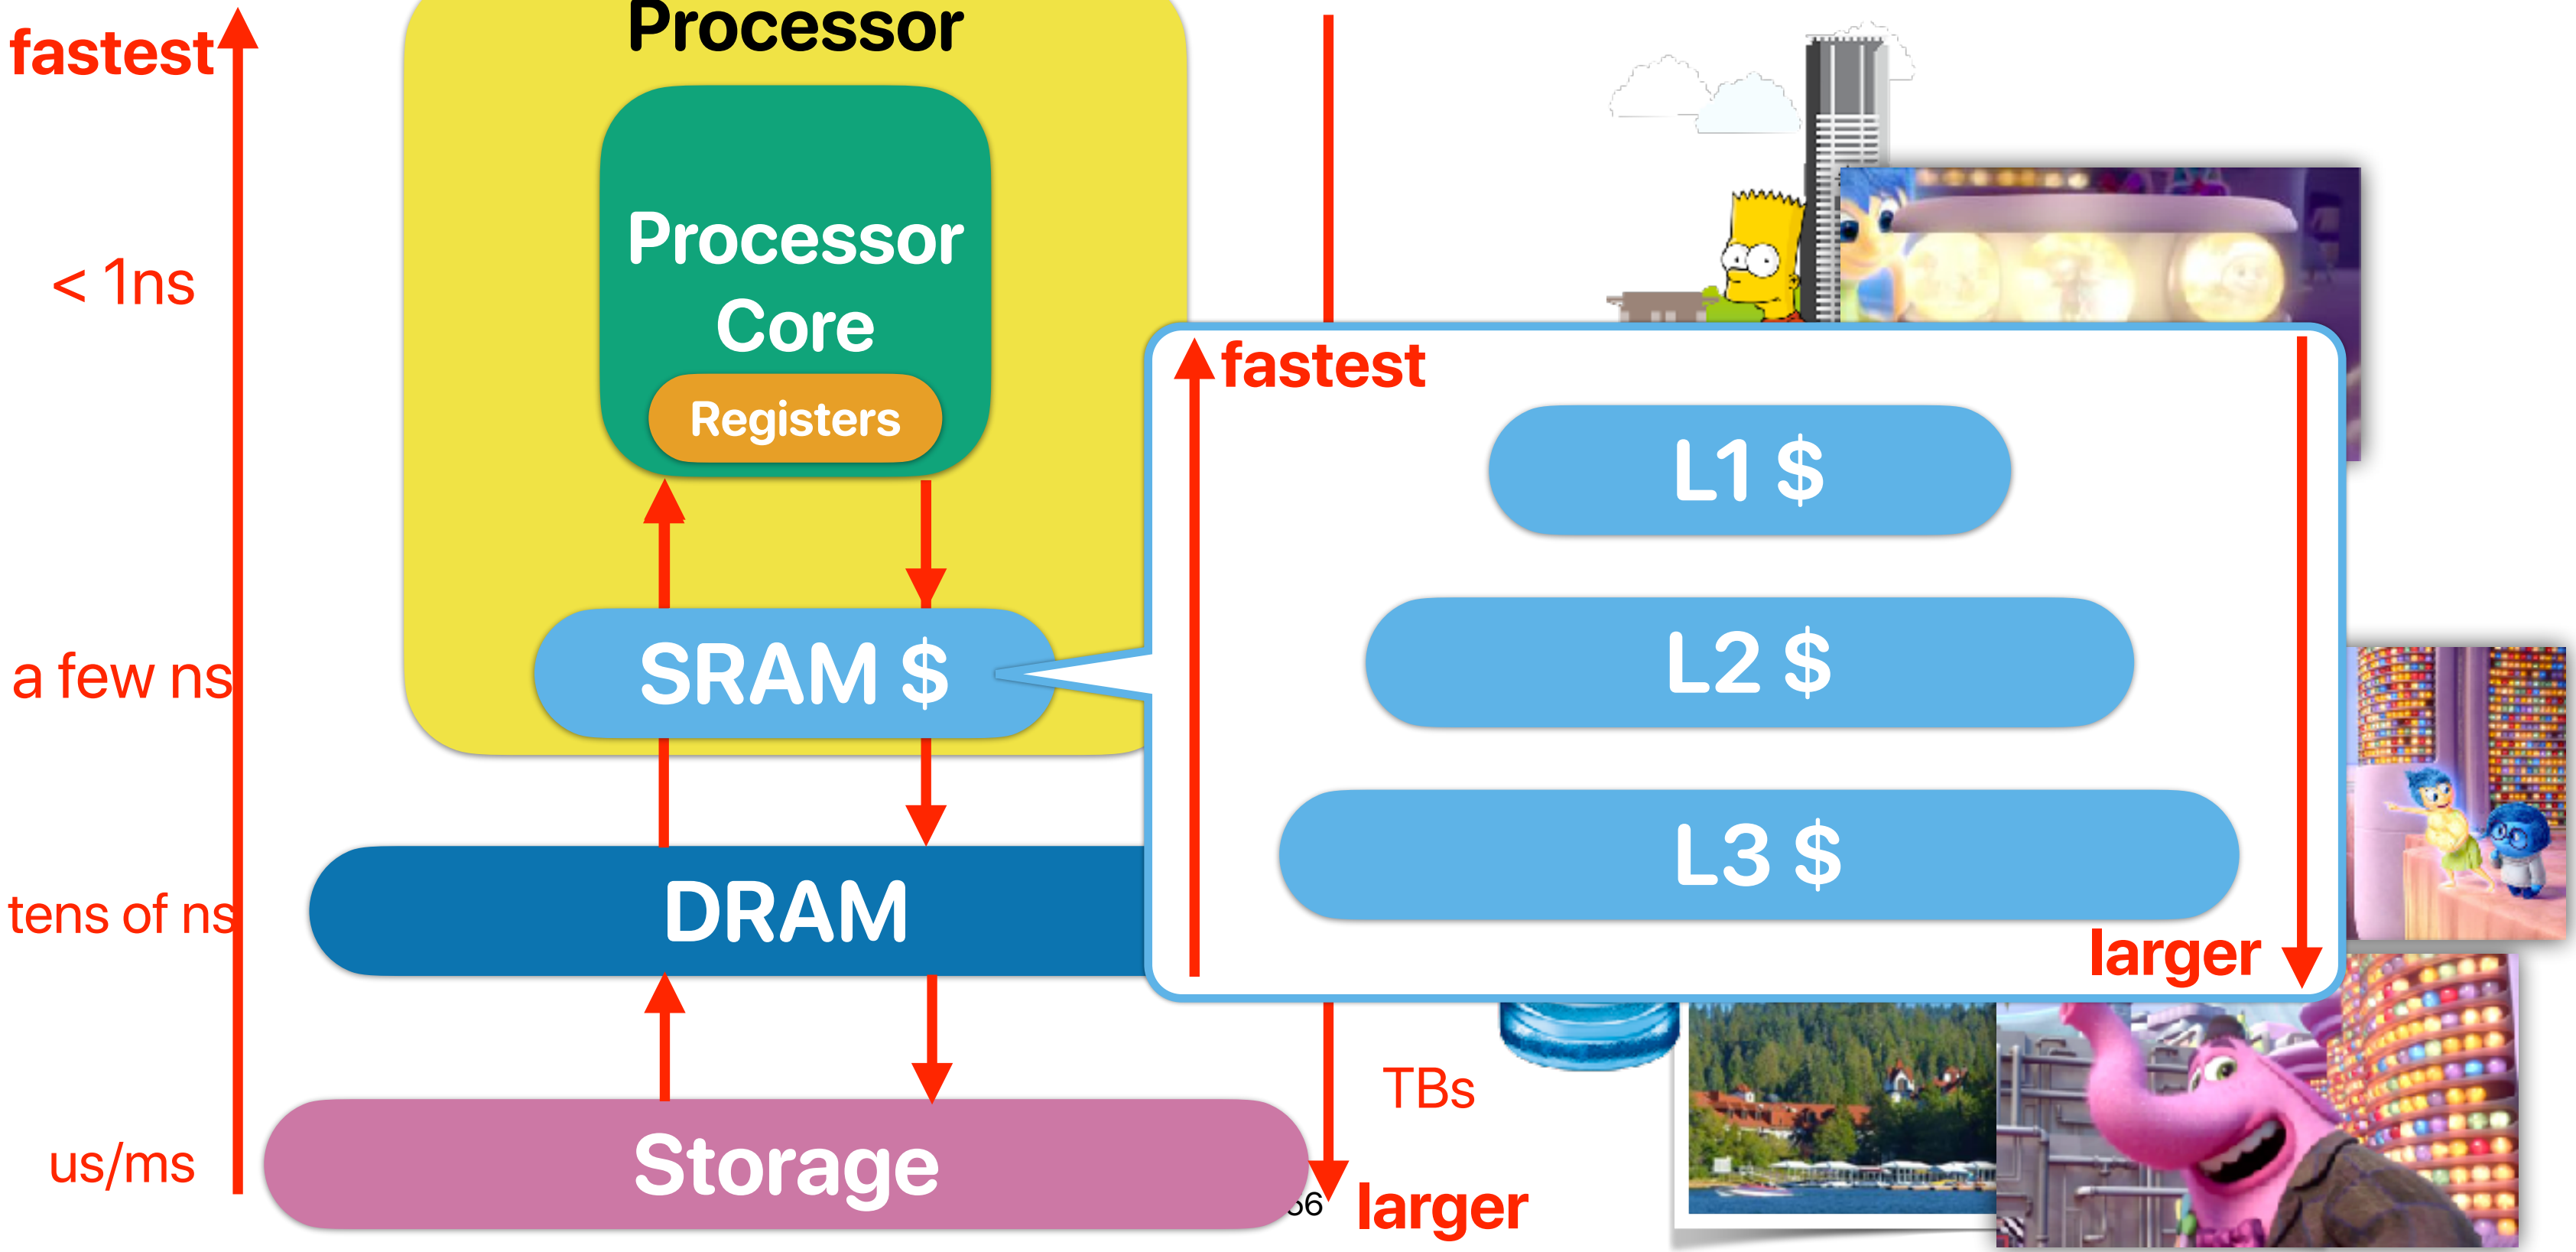 Processor
fastest
Processor
Core
< 1ns
Registers
fastest
L1 $
a few ns
SRAM $
L2 $
L3 $
tens of ns
DRAM
larger
TBs
us/ms
Storage
larger